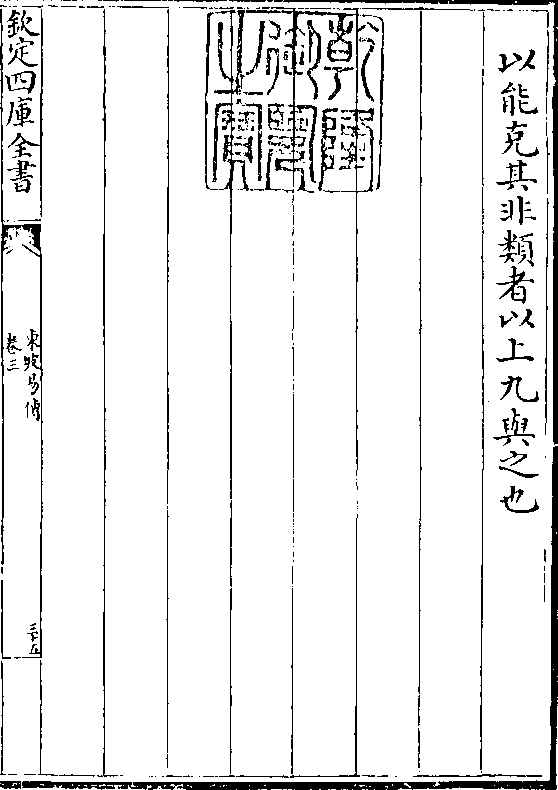 以能克其非類者以上九與之也
乾隆御覽之寶
欽定四庫全書
東坡易傳
卷三
三十五